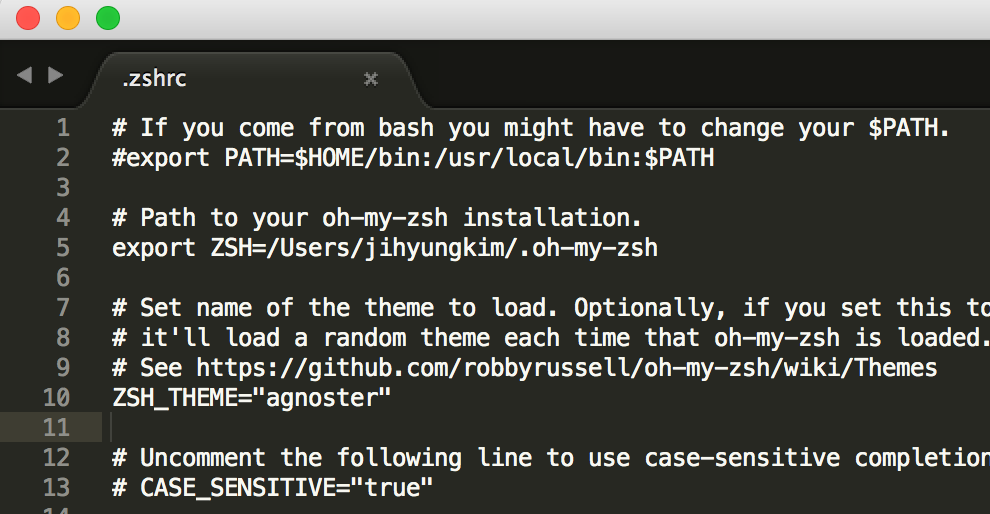 .zshrc
1 # If you come from bash you might have to change your $PATH.
2 #export PATH=$HOME/bin:/usr/local/bin:$PATH
3
4 # Path to your oh-my-zsh installation.
5 export ZSH=/Users/jihyungkim/.oh-my-zsh
6
7 # Set name of the theme to load. Optionally, if you set this to
8 # it'll load a random theme each time that oh-my-zsh is loaded.
9 # See https://github.com/robbyrussell/oh-my-zsh/wiki/Themes
10 ZSH_THEME="agnoster"
11
12 # Uncomment the following line to use case-sensitive completion
13 # CASE_SENSITIVE="true"
14